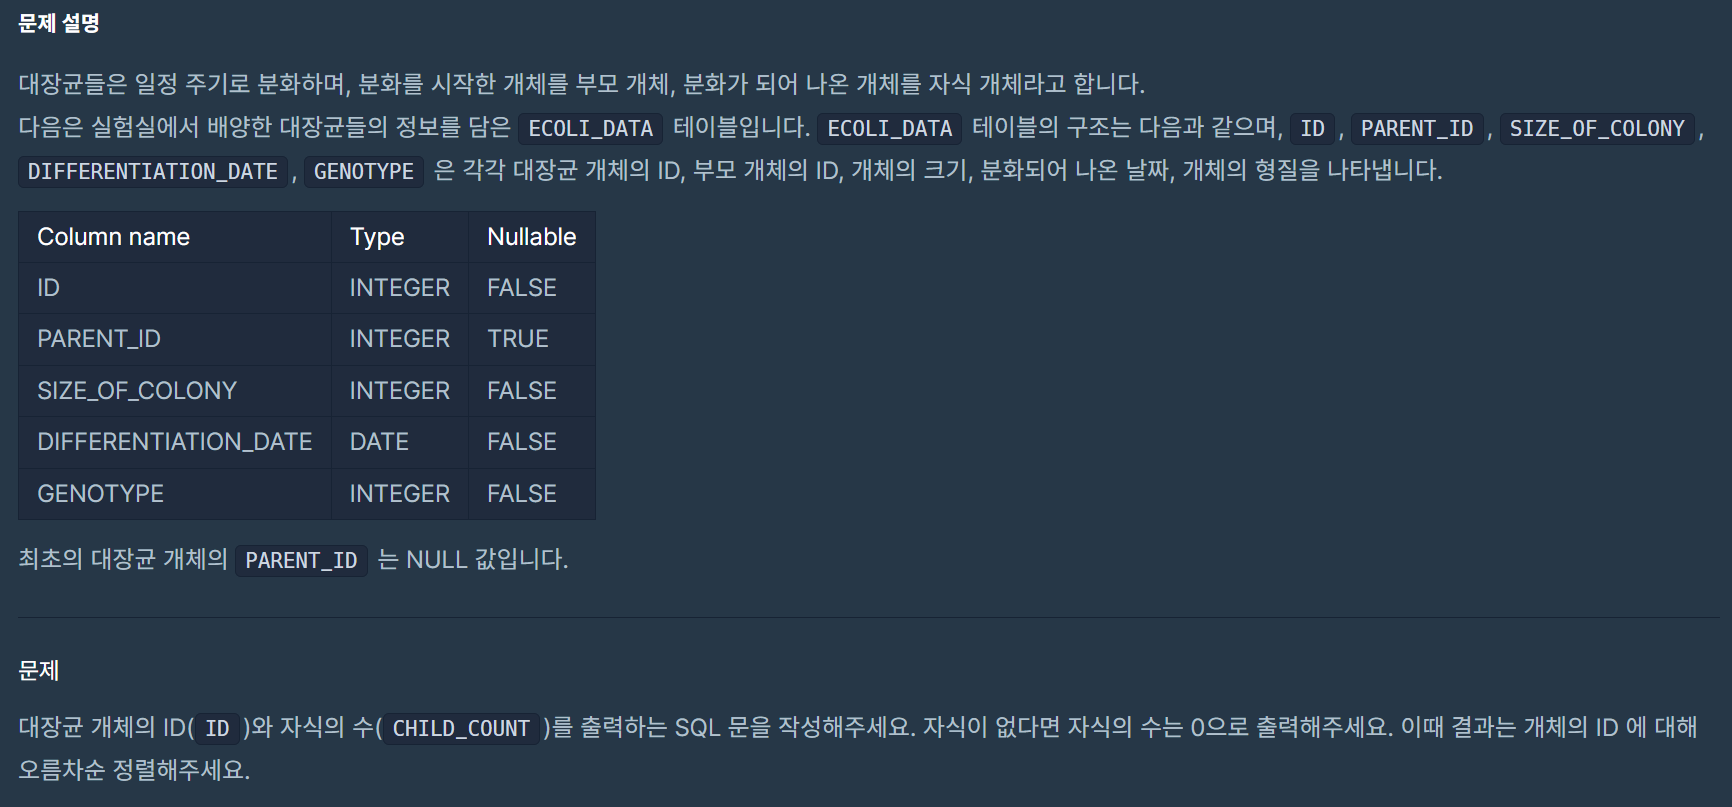 문제 설명
대장균들은 일정 주기로 분화하며, 분화를 시작한 개체를 부모 개체, 분화가 되어 나온 개체를 자식 개체라고 합니다.
다음은 실험실에서 배양한 대장균들의 정보를 담은 ECOLI_DATA 테이블입니다. ECOLI_DATA 테이블의 구조는 다음과 같으며, ID, PARENT_ID, SIZE_OF_COLONY,
DIFFERENTIATION_DATE, GENOTYPE 은 각각 대장균 개체의 ID, 부모 개체의 ID, 개체의 크기, 분화되어 나온 날짜, 개체의 형질을 나타냅니다.
Column name Type Nullable
ID INTEGER FALSE
PARENT_ID INTEGER TRUE
SIZE_OF_COLONY INTEGER FALSE
DIFFERENTIATION_DATE DATE FALSE
GENOTYPE INTEGER FALSE
최초의 대장균 개체의 PARENT_ID 는 NULL 값입니다.
문제
대장균 개체의 ID(ID)와 자식의 수(CHILD_COUNT)를 출력하는 SQL 문을 작성해주세요. 자식이 없다면 자식의 수는 0으로 출력해주세요. 이때 결과는 개체의 ID 에 대해
오름차순 정렬해주세요.